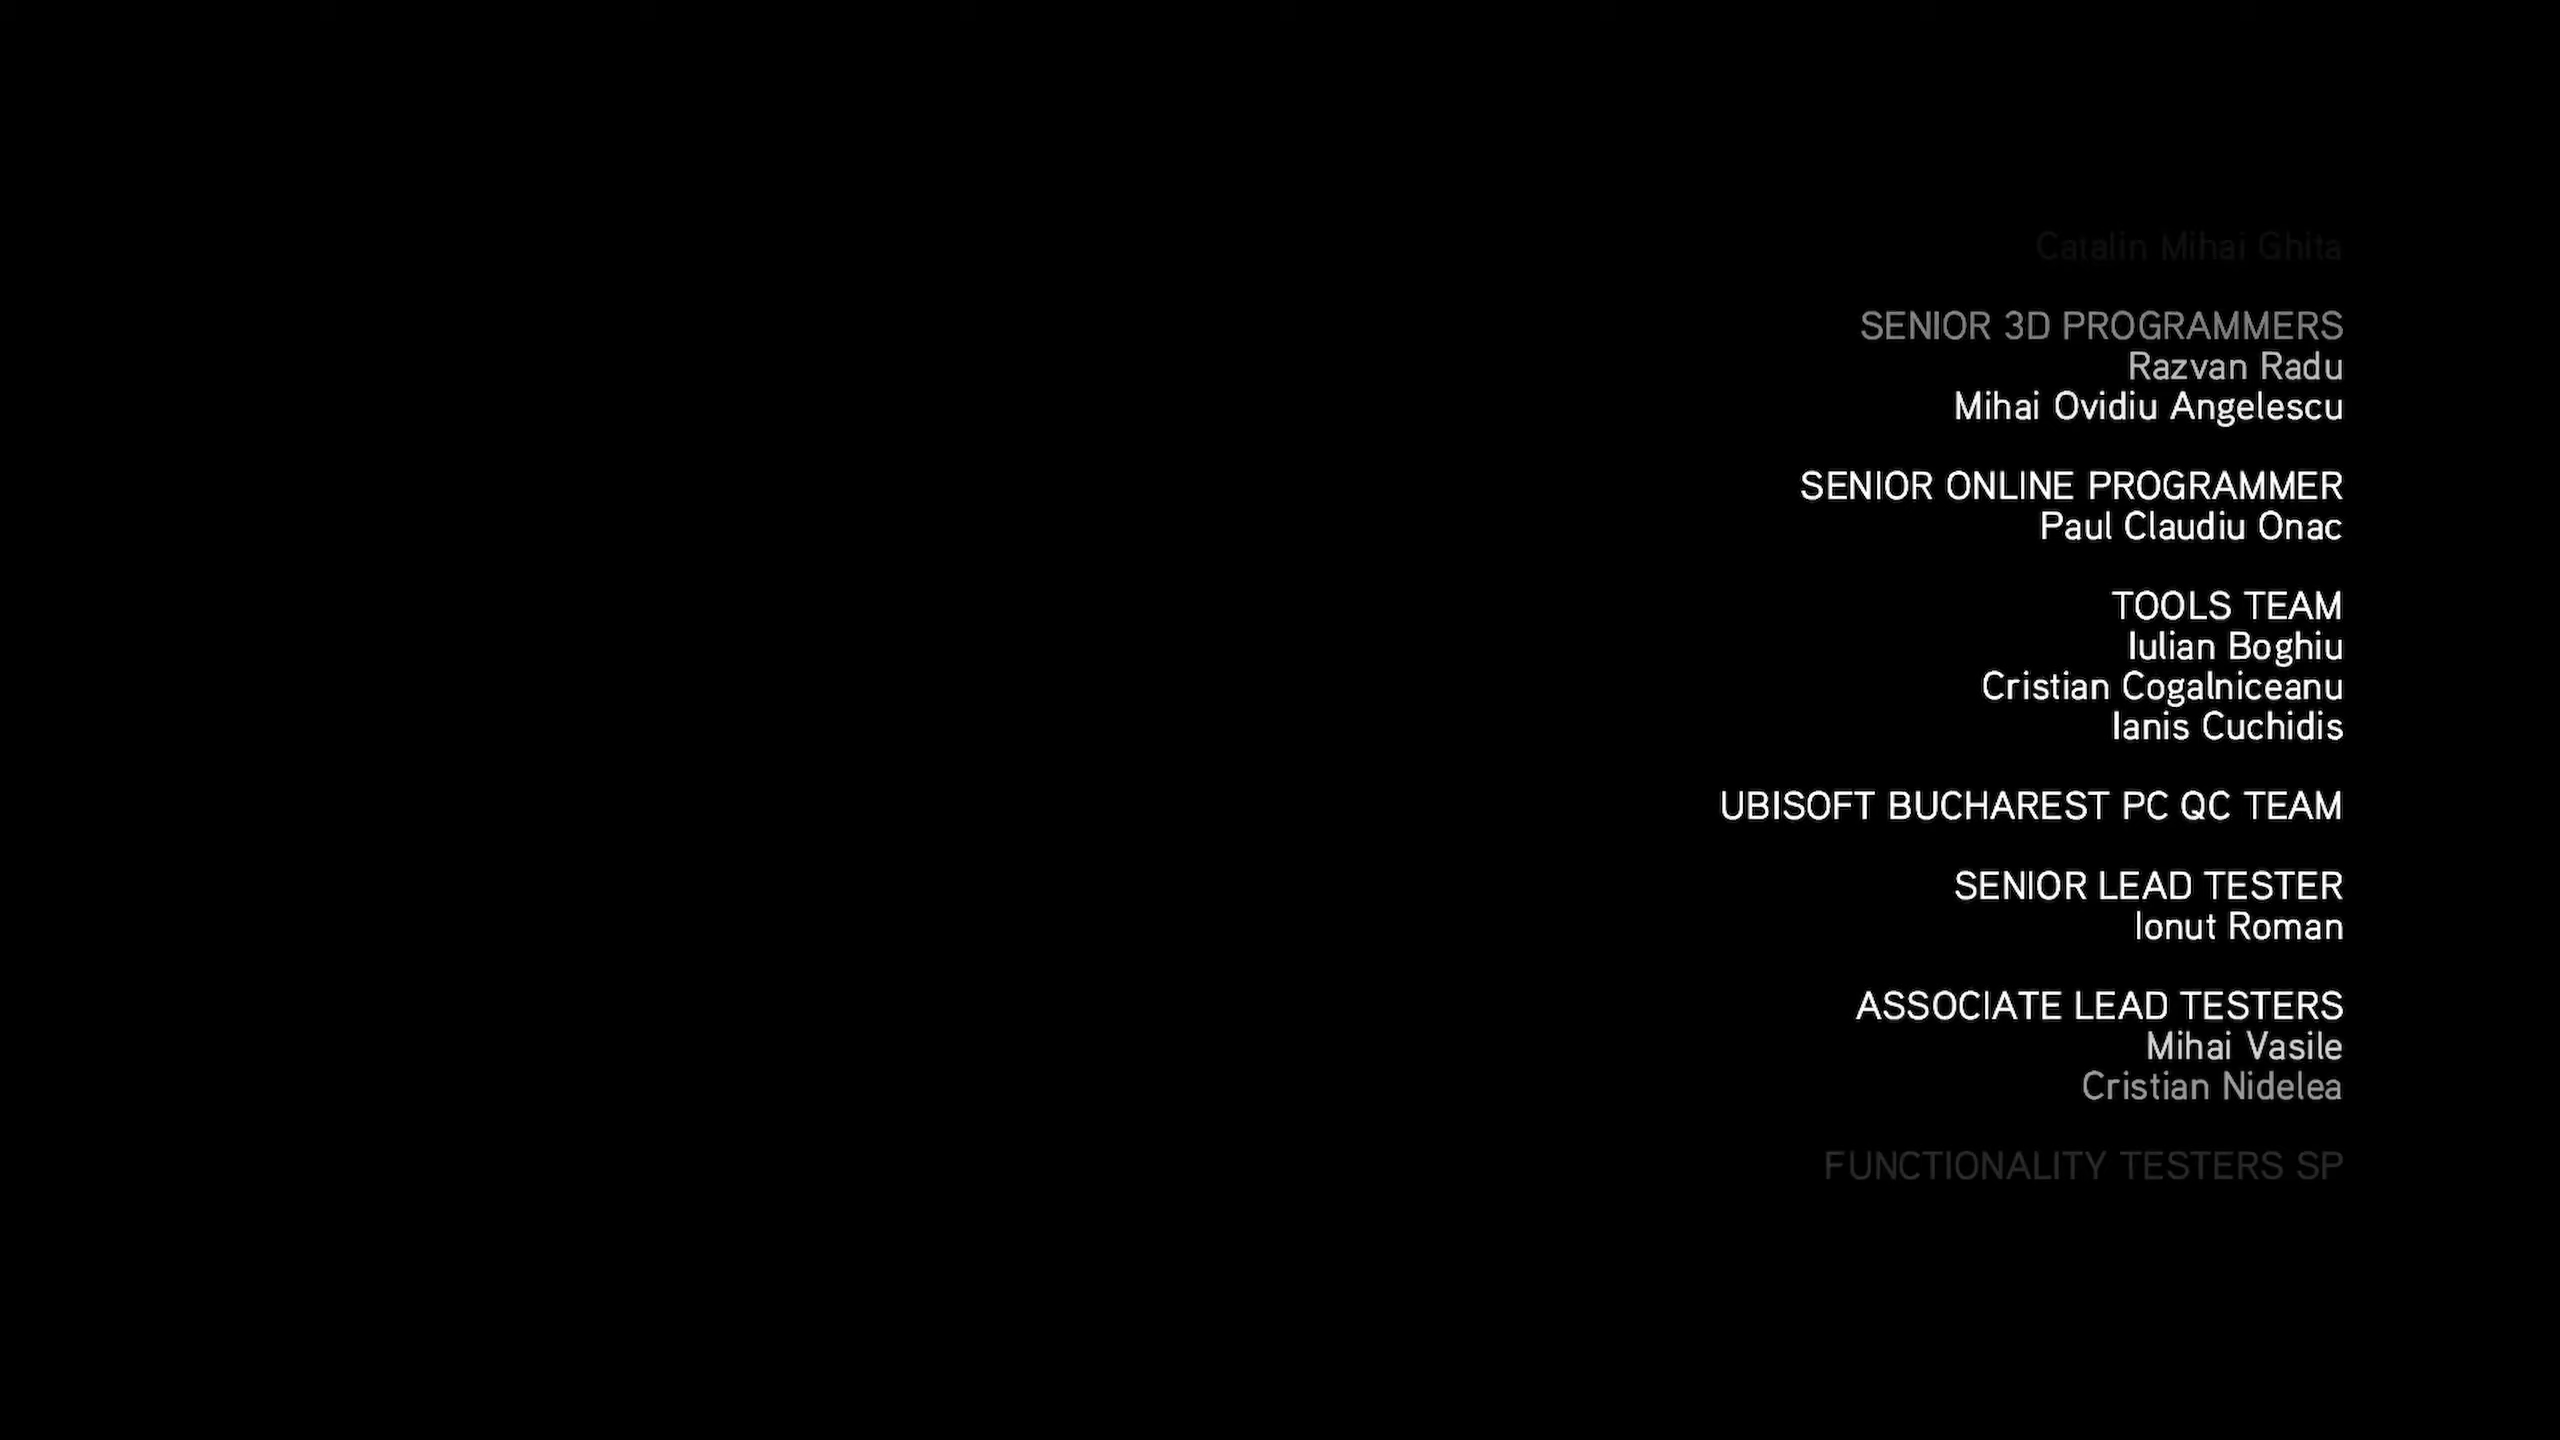 Catalin Mihai Ghita
SENIOR 3D PROGRAMMERS
Razvan Radu
Mihai Ovidiu Angelescu
SENIOR ONLINE PROGRAMMER
Paul Claudiu Onac
TOOLS TEAM
Iulian Boghiu
Cristian Cogalniceanu
Ianis Cuchidis
UBISOFT BUCHAREST PC QC TEAM
SENIOR LEAD TESTER
Ionut Roman
ASSOCIATE LEAD TESTERS
Mihai Vasile
Cristian Nidelea
FUNCTIONALITY TESTERS SP